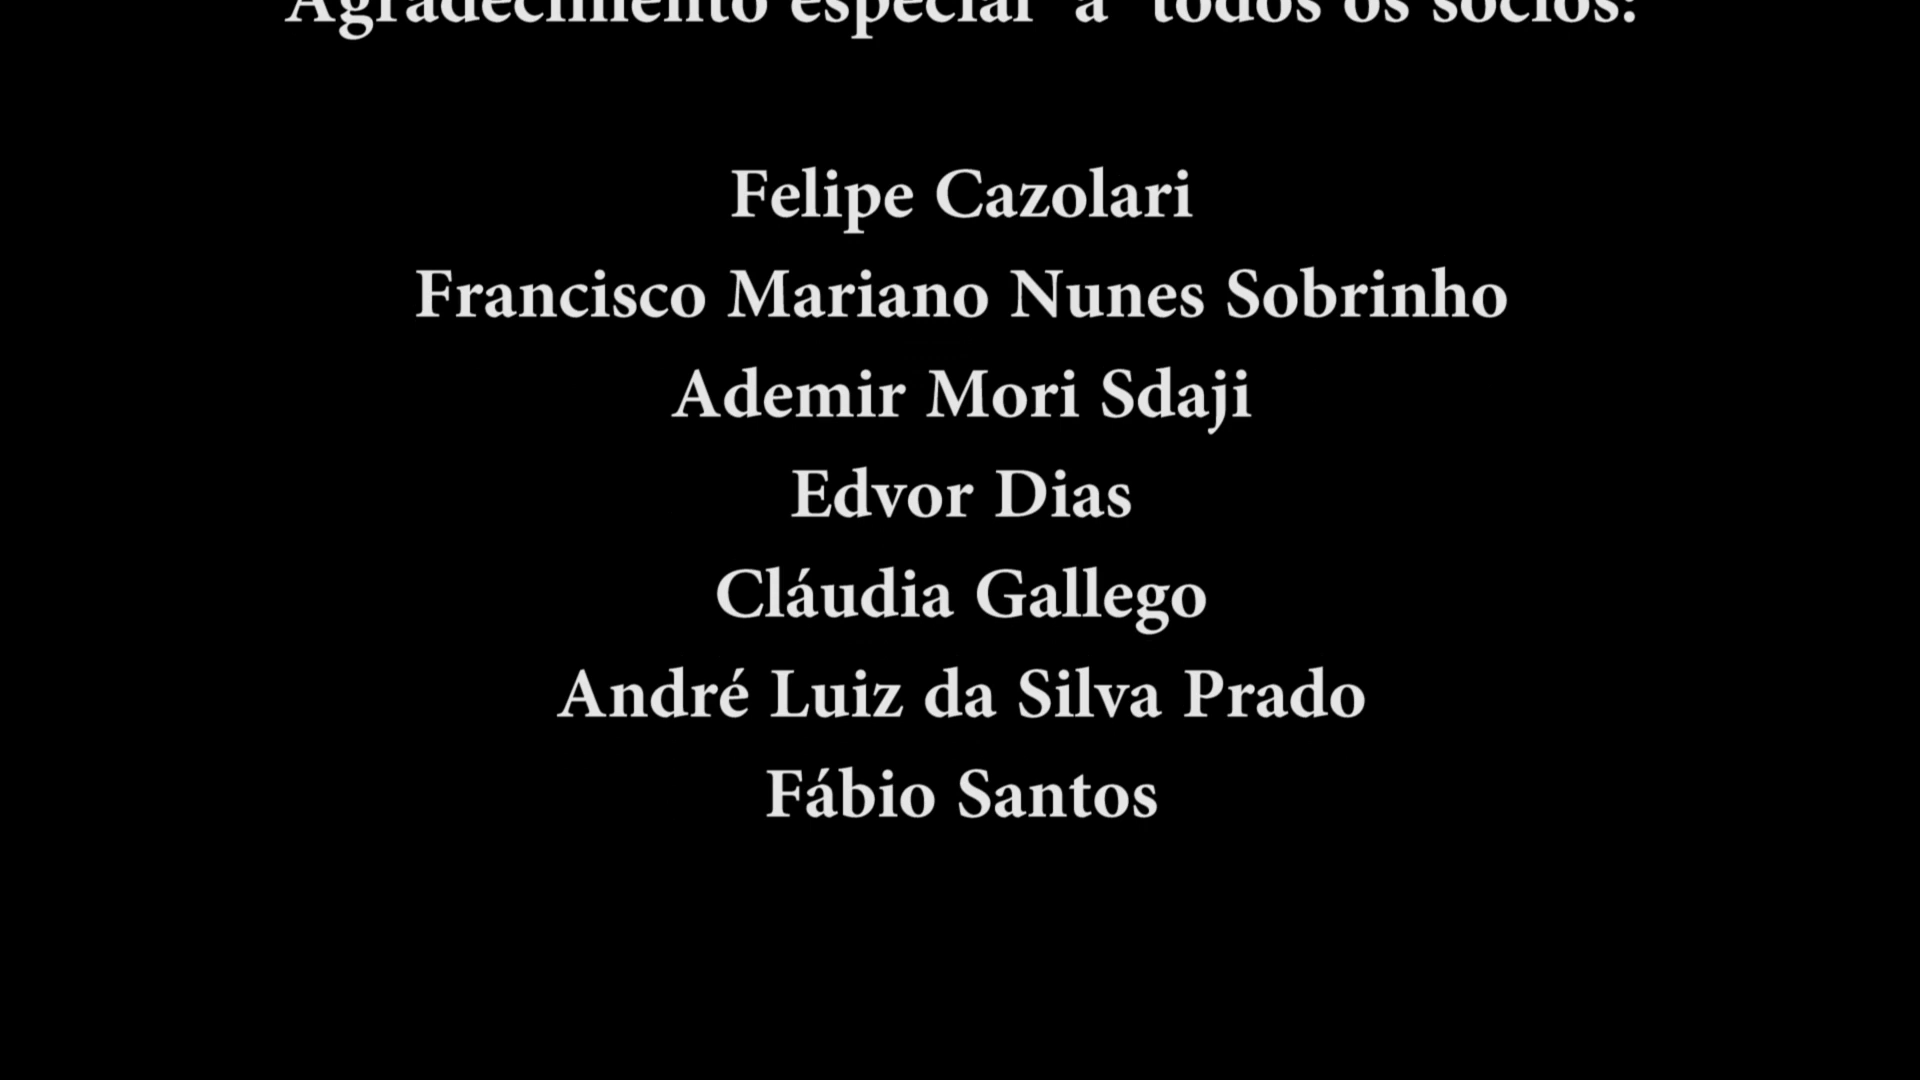 Agradecimento especial a todos os sócios:
Felipe Cazolari
Francisco Mariano Nunes Sobrinho
Ademir Mori Sdaji
Edvor Dias
Cláudia Gallego
André Luiz da Silva Prado
Fábio Santos